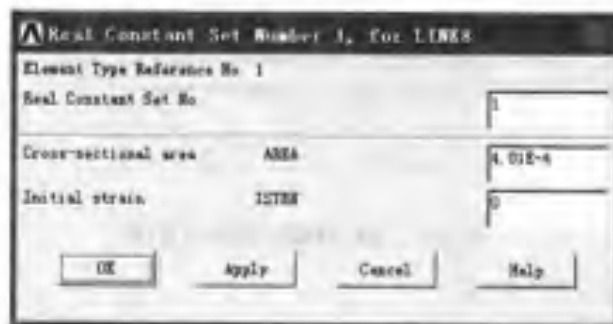 Real Constant Set Number 1, for LINK8
Element Type Reference No. 1
Real Constant Set No. 1
Cross-sectional area AREA 4.01E-4
Initial strain ISTRN 0
OK Apply Cancel Help